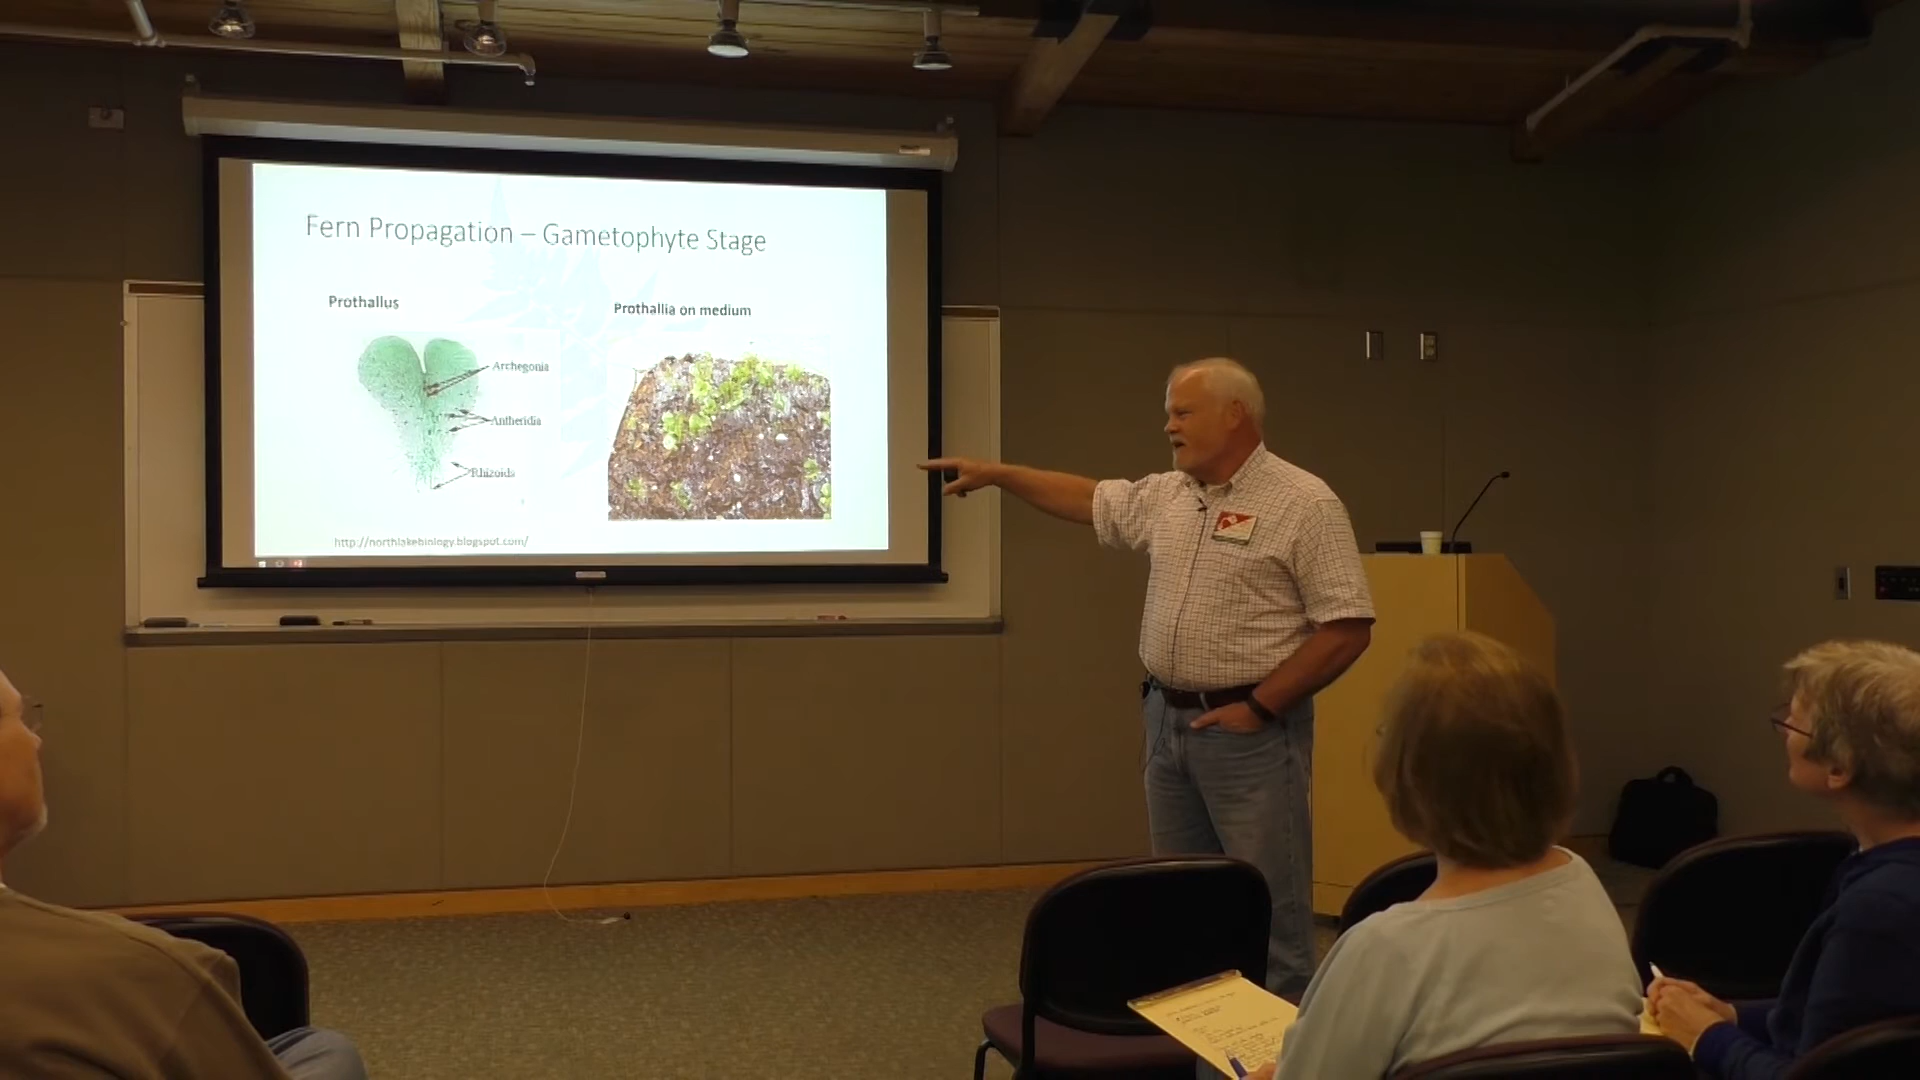 Fern Propagation – Gametophyte Stage
Prothallus
Prothallia on medium
Archegonia
Antheridia
Rhizoids
http://northlakebiology.blogspot.com/